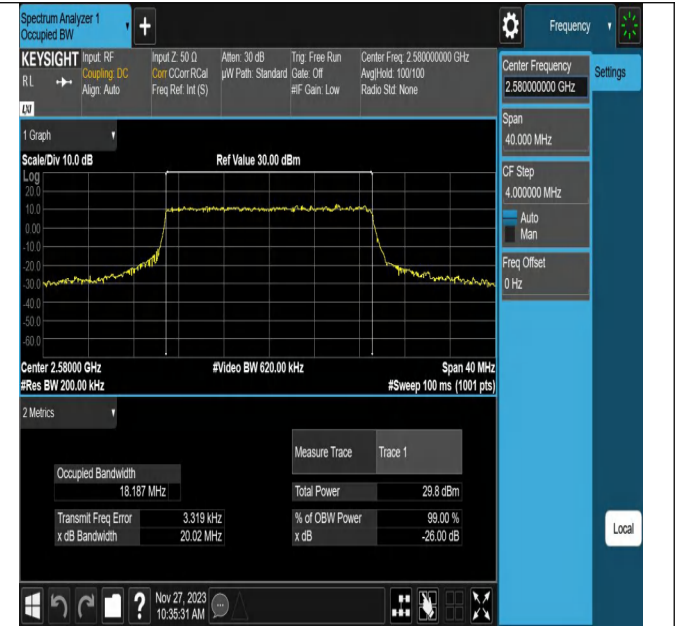 Spectrum Analyzer 1
Occupied BW
+
Frequency
KEYSIGHT
R L
LXI
Input: RF
Coupling: DC
Align: Auto
Input Z: 50 Ω
Corr CCorr RCal
Freq Ref: Int (S)
Atten: 30 dB
µW Path: Standard
Trig: Free Run
Gate: Off
#IF Gain: Low
Center Freq: 2.580000000 GHz
Avg|Hold: 100/100
Radio Std: None
Center Frequency
2.580000000 GHz
Settings
Span
40.000 MHz
CF Step
4.000000 MHz
Auto
Man
Freq Offset
0 Hz
Local
1 Graph
Scale/Div 10.0 dB
Ref Value 30.00 dBm
Log
20.0
10.0
0.00
-10.0
-20.0
-30.0
-40.0
-50.0
-60.0
Center 2.58000 GHz
#Video BW 620.00 kHz
Span 40 MHz
#Res BW 200.00 kHz
#Sweep 100 ms (1001 pts)
2 Metrics
Measure Trace
Trace 1
Occupied Bandwidth
18.187 MHz
Total Power
29.8 dBm
Transmit Freq Error
3.319 kHz
% of OBW Power
99.00 %
x dB Bandwidth
20.02 MHz
x dB
-26.00 dB
?
Nov 27, 2023
10:35:31 AM